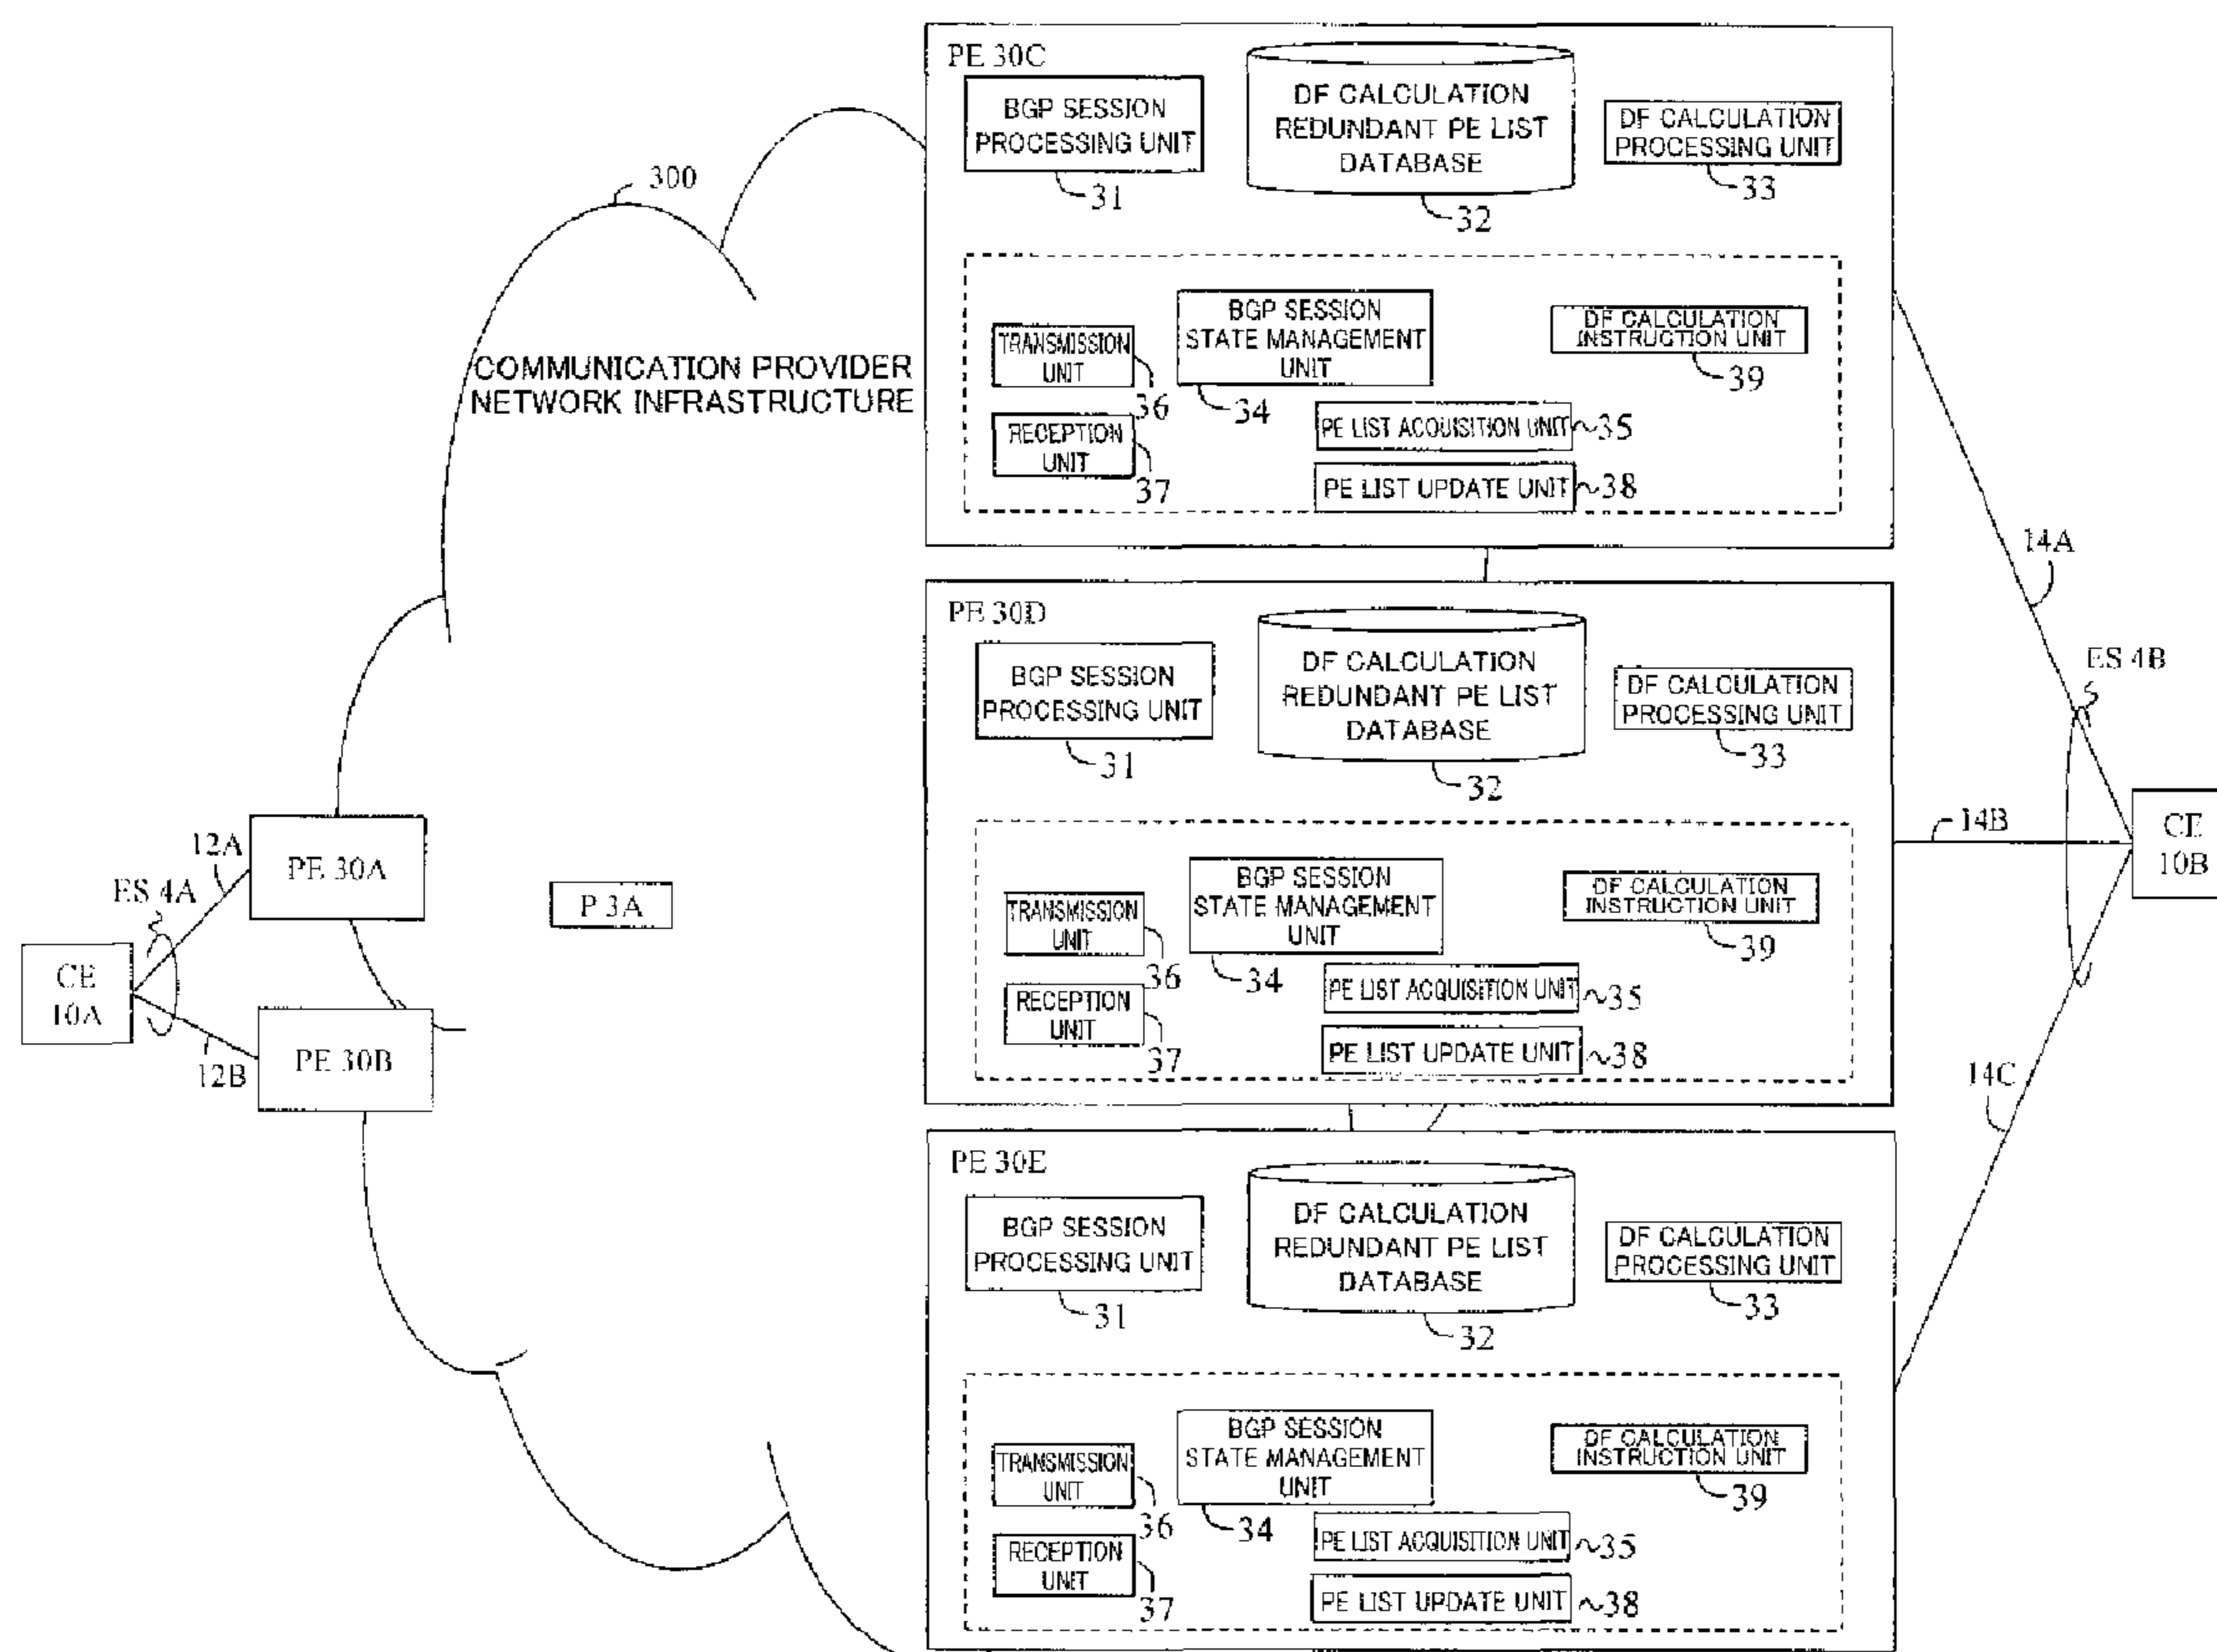 300
COMMUNICATION PROVIDER
NETWORK INFRASTRUCTURE
PE 30C
BGP SESSION
PROCESSING UNIT
31
DF CALCULATION
REDUNDANT PE LIST
DATABASE
32
DF CALCULATION
PROCESSING UNIT
33
TRANSMISSION
UNIT
36
BGP SESSION
STATE MANAGEMENT
UNIT
34
DF CALCULATION
INSTRUCTION UNIT
39
RECEPTION
UNIT
37
PE LIST ACQUISITION UNIT
35
PE LIST UPDATE UNIT
38
PE 30D
BGP SESSION
PROCESSING UNIT
31
DF CALCULATION
REDUNDANT PE LIST
DATABASE
32
DF CALCULATION
PROCESSING UNIT
33
TRANSMISSION
UNIT
36
BGP SESSION
STATE MANAGEMENT
UNIT
34
DF CALCULATION
INSTRUCTION UNIT
39
RECEPTION
UNIT
37
PE LIST ACQUISITION UNIT
35
PE LIST UPDATE UNIT
38
PE 30E
BGP SESSION
PROCESSING UNIT
31
DF CALCULATION
REDUNDANT PE LIST
DATABASE
32
DF CALCULATION
PROCESSING UNIT
33
TRANSMISSION
UNIT
36
BGP SESSION
STATE MANAGEMENT
UNIT
34
DF CALCULATION
INSTRUCTION UNIT
39
RECEPTION
UNIT
37
PE LIST ACQUISITION UNIT
35
PE LIST UPDATE UNIT
38
12A
ES 4A
PE 30A
P 3A
CE
10A
12B
PE 30B
14A
ES 4B
14B
CE
10B
14C